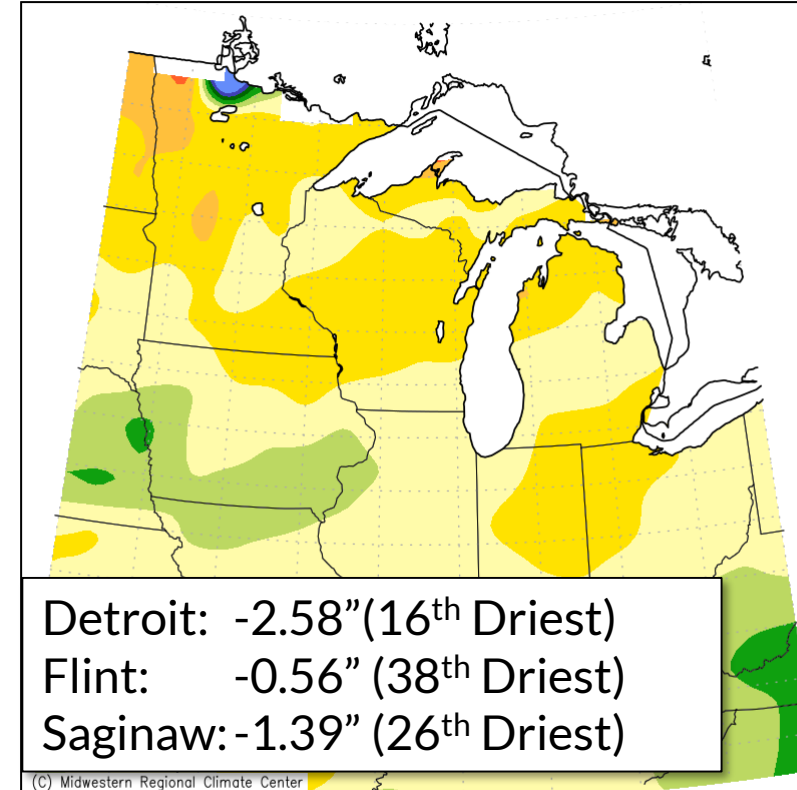 Detroit: -2.58”(16th Driest)
Flint: -0.56” (38th Driest)
Saginaw: -1.39” (26th Driest)
(C) Midwestern Regional Climate Center